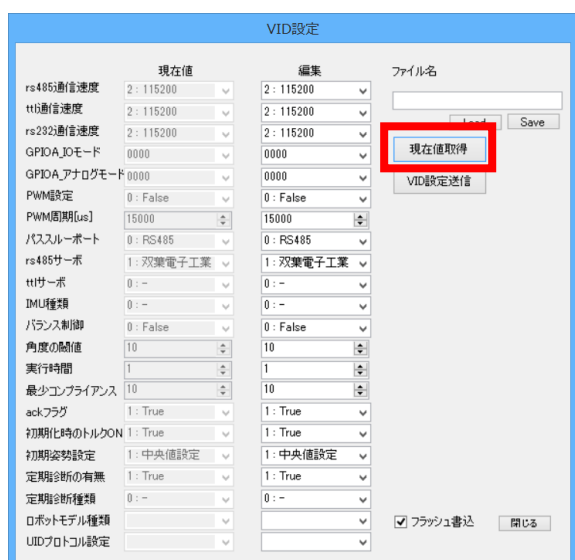 VID設定
現在値 編集 ファイル名
rs485通信速度 2 : 115200 2 : 115200
ttl通信速度 2 : 115200 2 : 115200
rs232通信速度 2 : 115200 2 : 115200
Load Save
GPIOA_IOモード 0000 0000 現在値取得
GPIOA_アナログモード 0000 0000 VID設定送信
PWM設定 0 : False 0 : False
PWM周期[us] 15000 15000
パススルーポート 0 : RS485 0 : RS485
rs485サーボ 1 : 双葉電子工業 1 : 双葉電子工業
ttlサーボ 0 : - 0 : -
IMU種類 0 : - 0 : -
バランス制御 0 : False 0 : False
角度の閾値 10 10
実行時間 1 1
最少コンプライアンス 10 10
ackフラグ 1 : True 1 : True
初期化時のトルクON 1 : True 1 : True
初期姿勢設定 1 : 中央値設定 1 : 中央値設定
定期診断の有無 1 : True 1 : True
定期診断種類 0 : - 0 : -
ロボットモデル種類 フラッシュ書込 閉じる
UIDプロトコル設定